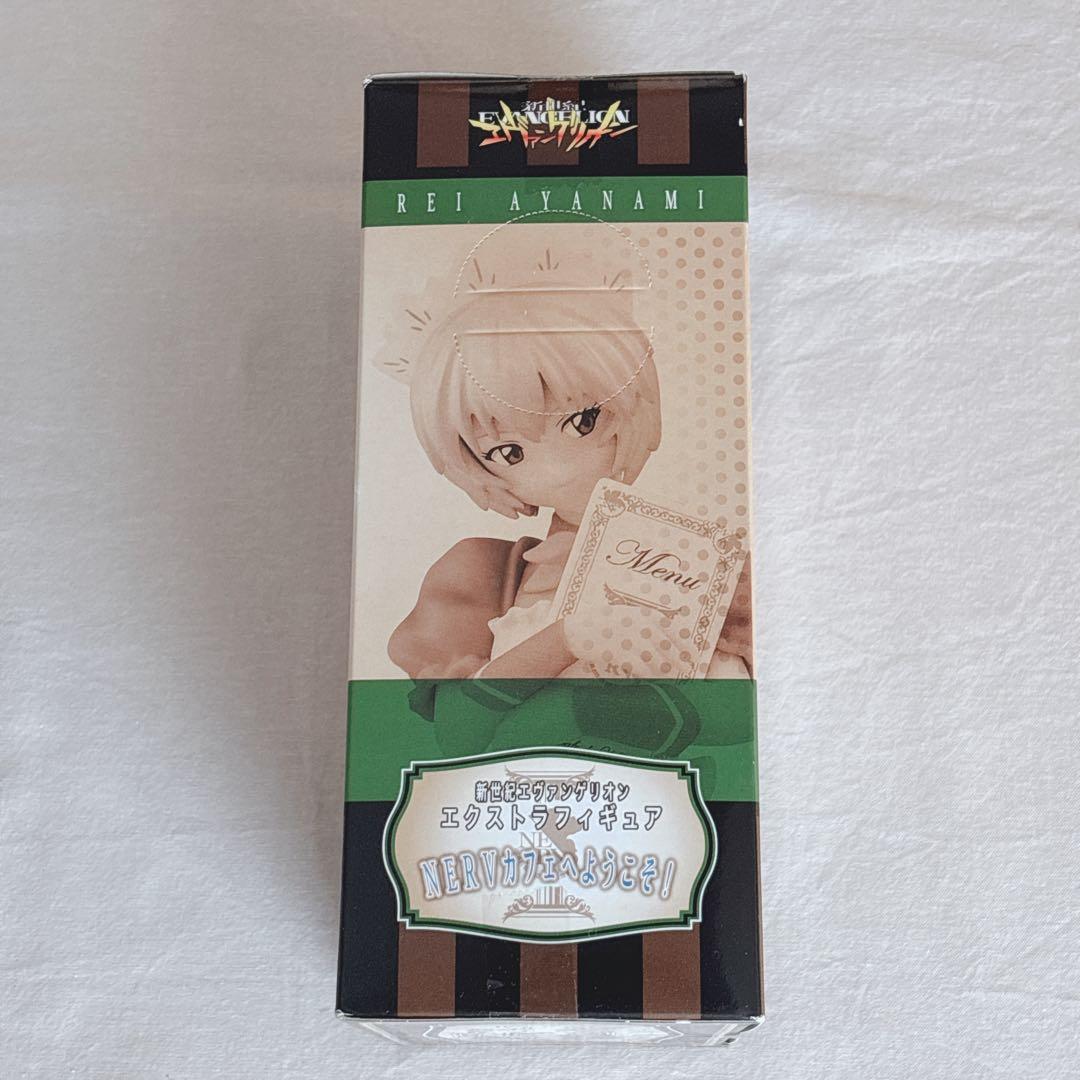 新世紀
EVANGELION
エヴァンゲリオン
REI AYANAMI
Menu
新世紀エヴァンゲリオン
エクストラフィギュア
NERVカフェへようこそ!